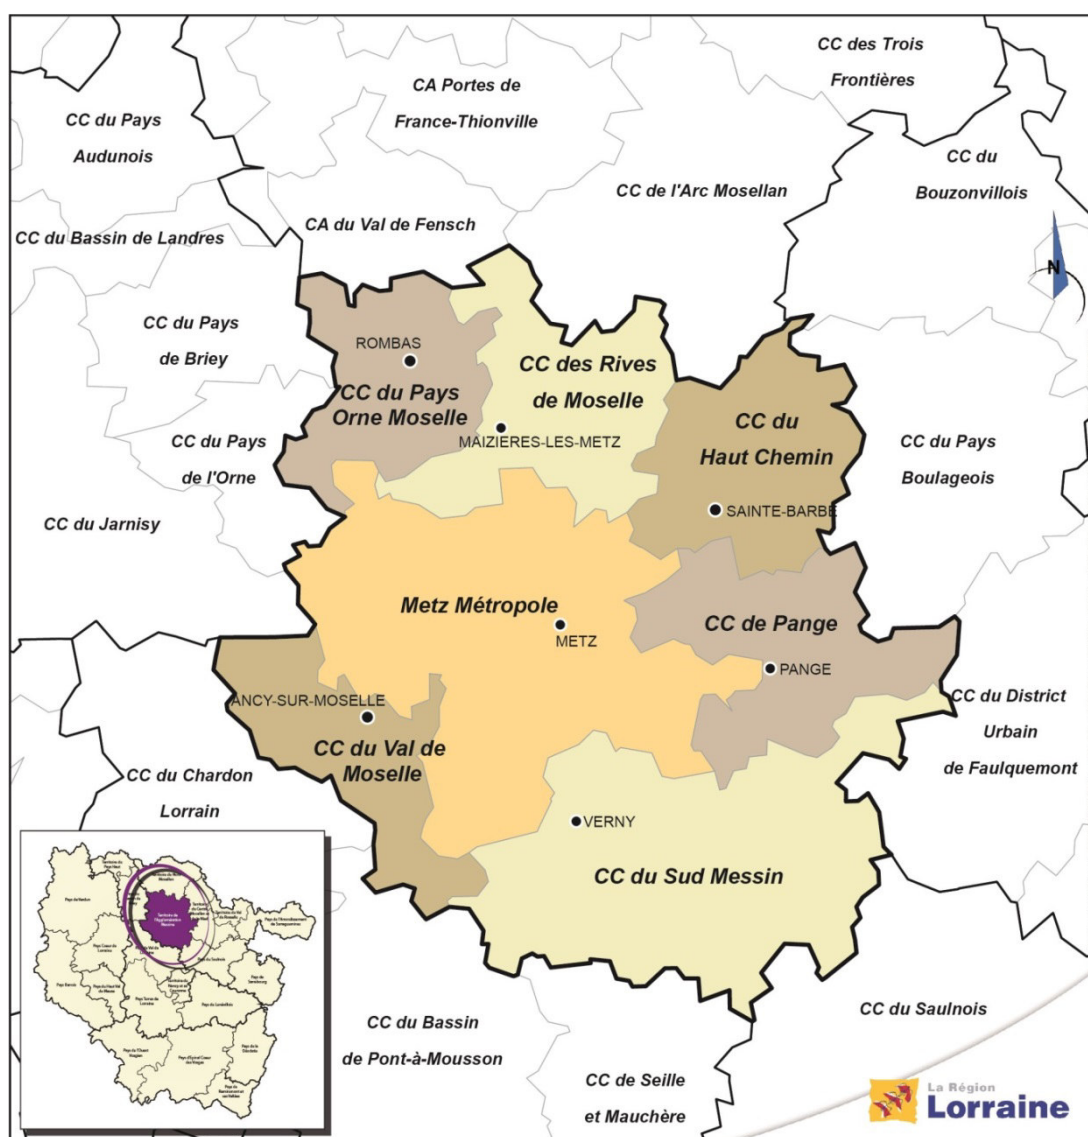 CC des Trois
Frontières
CA Portes de
France-Thionville
CC du Pays
Audunois
CC du
Bouzonvillois
CC de l'Arc Mosellan
CA du Val de Fensch
CC du Bassin de Landres
N
CC du Pays
de Briey
ROMBAS
CC du Pays
Orne Moselle
CC des Rives
de Moselle
MAIZIERES-LES-METZ
CC du
Haut Chemin
CC du Pays
de l'Orne
CC du Pays
Boulageois
CC du Jarnisy
SAINTE-BARBE
Metz Métropole
METZ
CC de Pange
PANGE
ANCY-SUR-MOSELLE
CC du Val de
Moselle
CC du District
Urbain
de Faulquemont
CC du Chardon
Lorrain
VERNY
CC du Sud Messin
CC du Saulnois
CC du Bassin
de Pont-à-Mousson
CC de Seille
et Mauchère
La Région
Lorraine